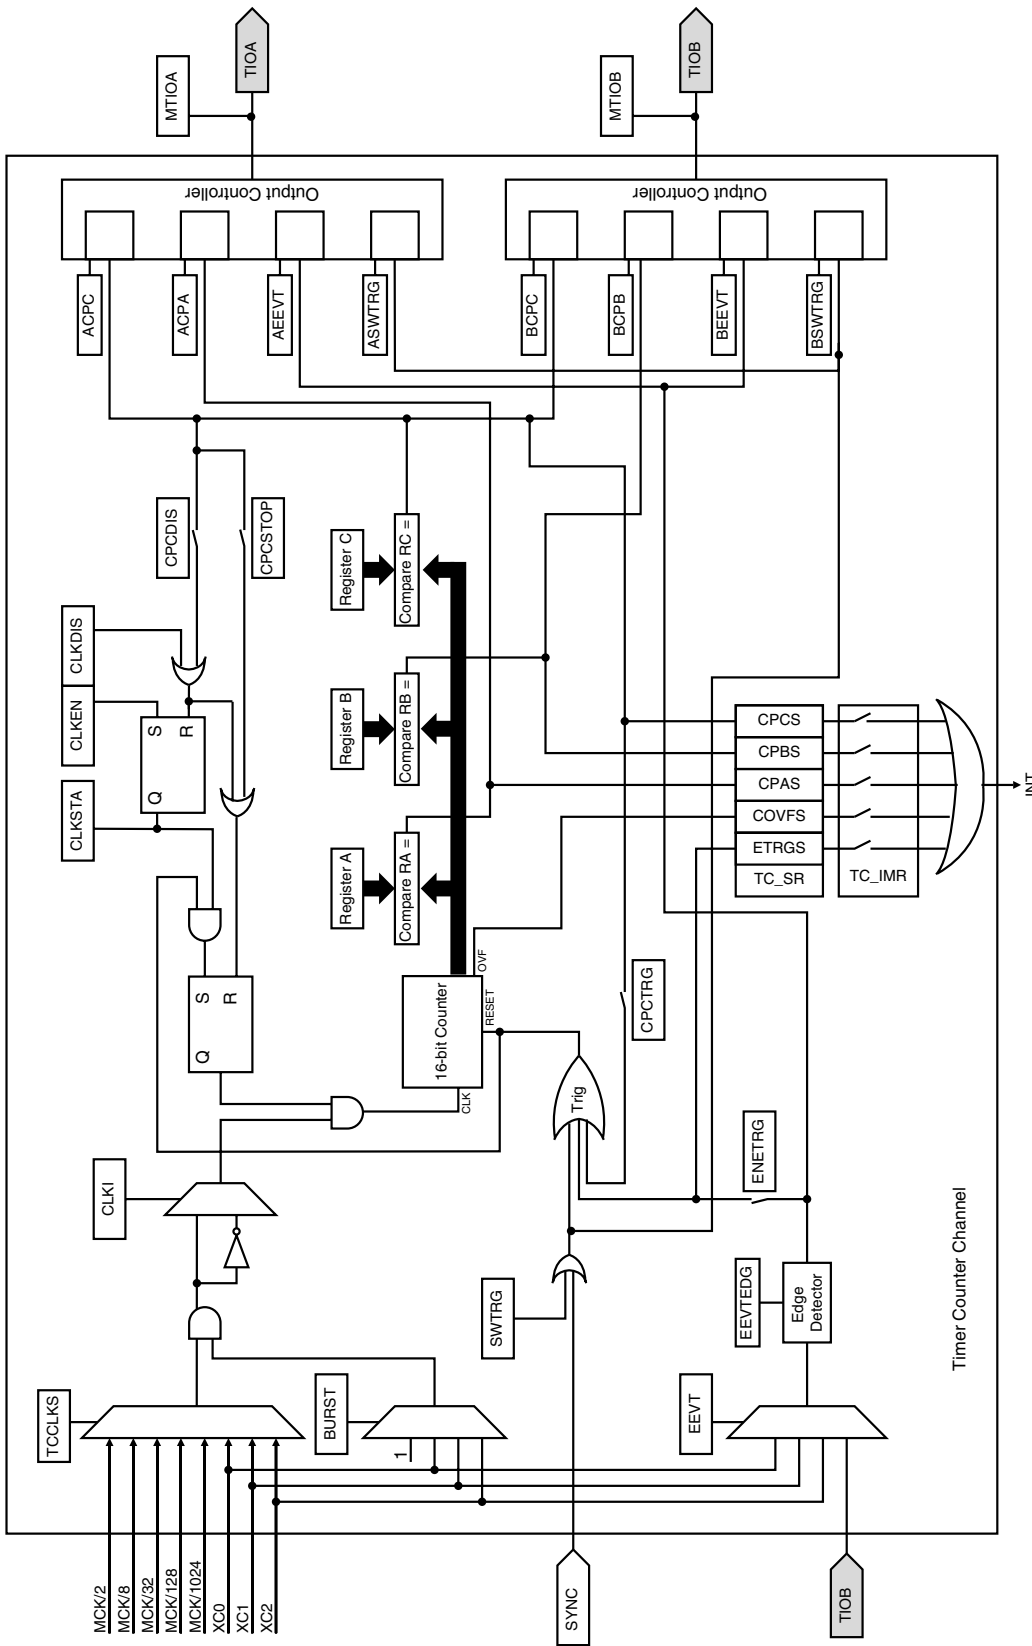 MCK/2
MCK/8
MCK/32
MCK/128
MCK/1024
XC0
XC1
XC2
TCCLKS
CLKI
CLKSTA
CLKEN
CLKDIS
CPCDIS
CPCSTOP
Q
S
R
Q
S
R
BURST
1
16-bit Counter
CLK
RESET
OVF
Register A
Register B
Register C
Compare RA =
Compare RB =
Compare RC =
ACPC
ACPA
AEEVT
ASWTRG
Output Controller
MTIOA
TIOA
SYNC
SWTRG
Trig
CPCTRG
BCPC
BCPB
BEEVT
BSWTRG
Output Controller
MTIOB
TIOB
TIOB
EEVT
EEVTEDG
Edge
Detector
ENETRG
CPCS
CPBS
CPAS
COVFS
ETRGS
TC_SR
TC_IMR
INT
Timer Counter Channel